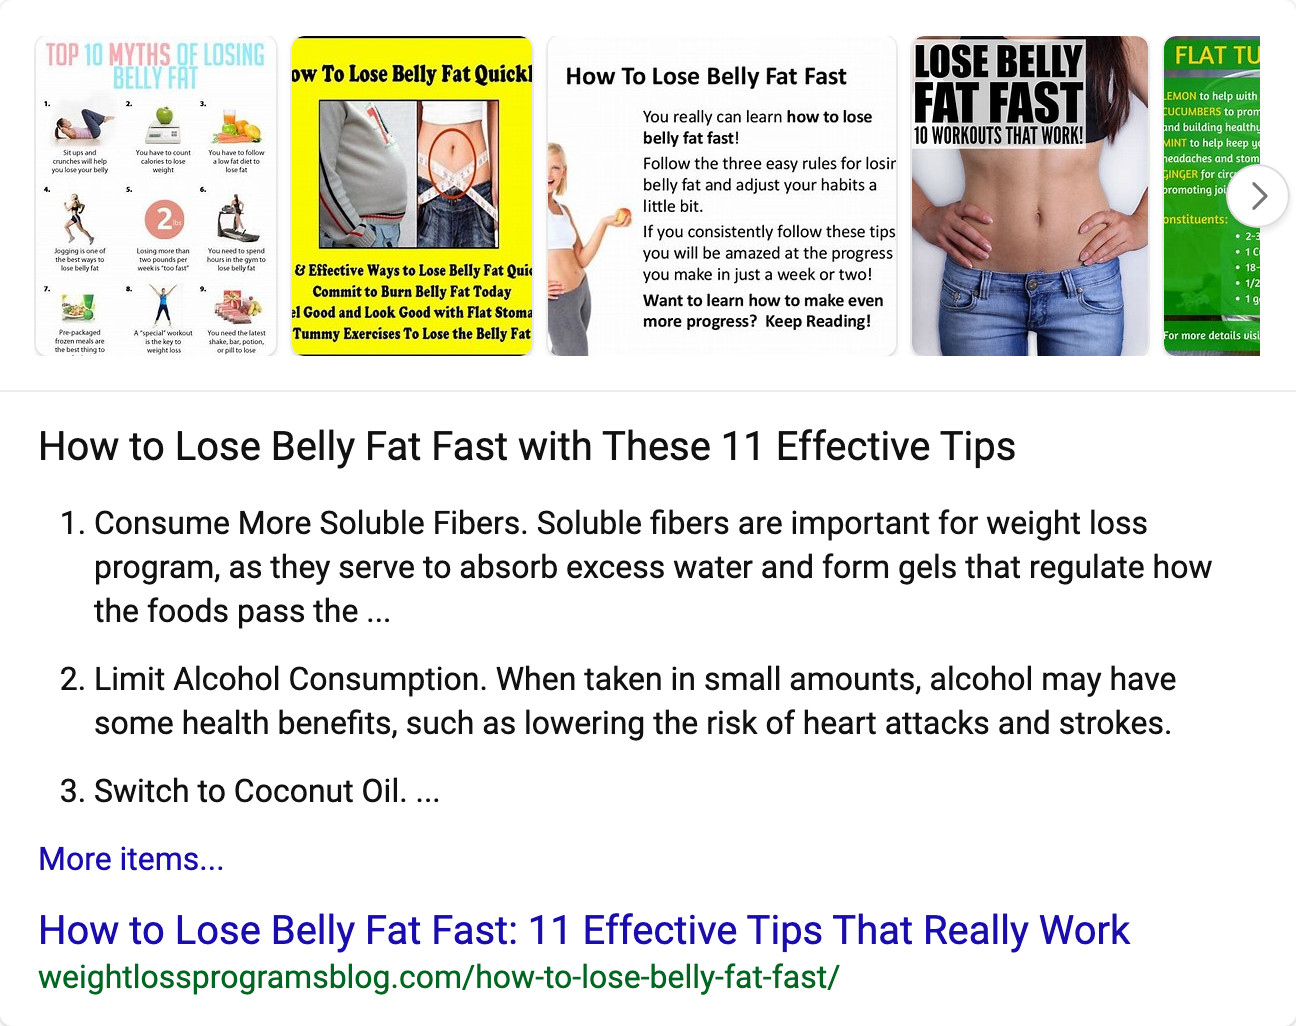 TOP 10 MYTHS OF LOSING
BELLY FAT
1.
Sit ups and
crunches will help
you lose your belly
2.
You have to count
calories to lose
weight
3.
You have to follow
a low fat diet to
lose fat
4.
Jogging is one of
the best ways to
lose belly fat
5.
2 lbs
Losing more than
two pounds per
week is "too fast"
6.
You need to spend
hours in the gym to
lose belly fat
7.
Pre-packaged
frozen meals are
the best thing to
8.
A "special" workout
is the key to
weight loss
9.
You need the latest
shake, bar, potion,
or pill to lose
ow To Lose Belly Fat Quickl
& Effective Ways to Lose Belly Fat Quic
Commit to Burn Belly Fat Today
el Good and Look Good with Flat Stoma
Tummy Exercises To Lose the Belly Fat
How To Lose Belly Fat Fast
You really can learn how to lose
belly fat fast!
Follow the three easy rules for losin
belly fat and adjust your habits a
little bit.
If you consistently follow these tips
you will be amazed at the progress
you make in just a week or two!
Want to learn how to make even
more progress? Keep Reading!
LOSE BELLY
FAT FAST
10 WORKOUTS THAT WORK!
FLAT TU
LEMON to help with
CUCUMBERS to prom
and building healthy
MINT to help keep y
headaches and stom
GINGER for circ
promoting joi
onstituents:
• 2-3
• 1 C
• 18-
• 1/2
• 1 g
For more details visi
How to Lose Belly Fat Fast with These 11 Effective Tips
1. Consume More Soluble Fibers. Soluble fibers are important for weight loss
program, as they serve to absorb excess water and form gels that regulate how
the foods pass the ...
2. Limit Alcohol Consumption. When taken in small amounts, alcohol may have
some health benefits, such as lowering the risk of heart attacks and strokes.
3. Switch to Coconut Oil. ...
More items...
How to Lose Belly Fat Fast: 11 Effective Tips That Really Work
weightlossprogramsblog.com/how-to-lose-belly-fat-fast/